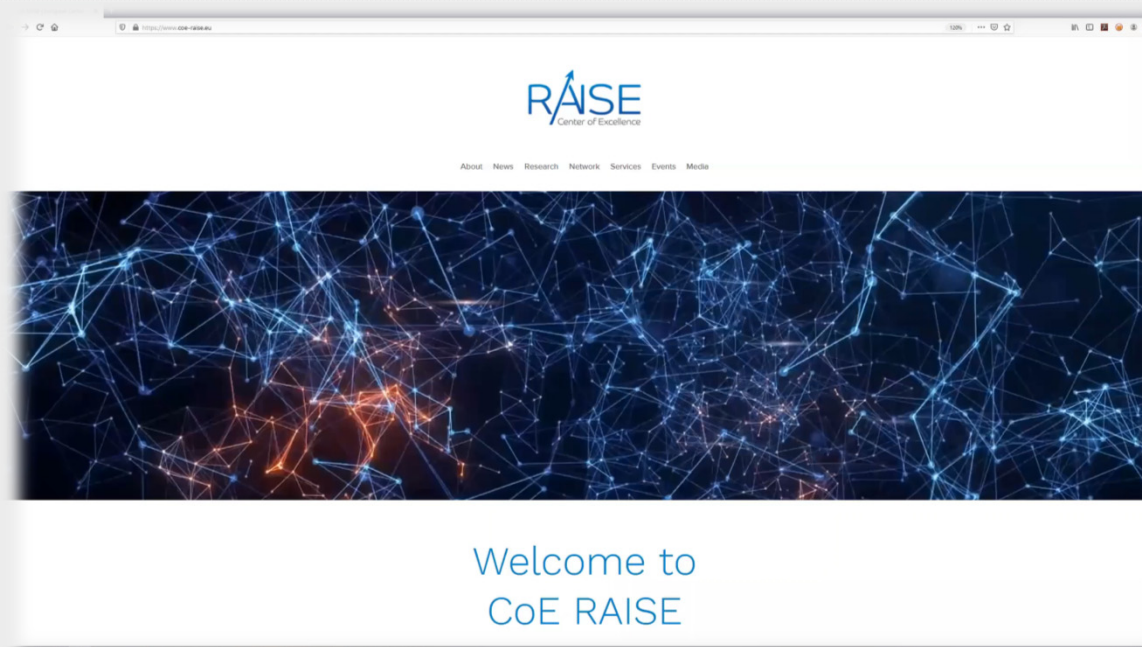 https://www.coe-raise.eu
120%
RAISE
Center of Excellence
About News Research Network Services Events Media
Welcome to
CoE RAISE